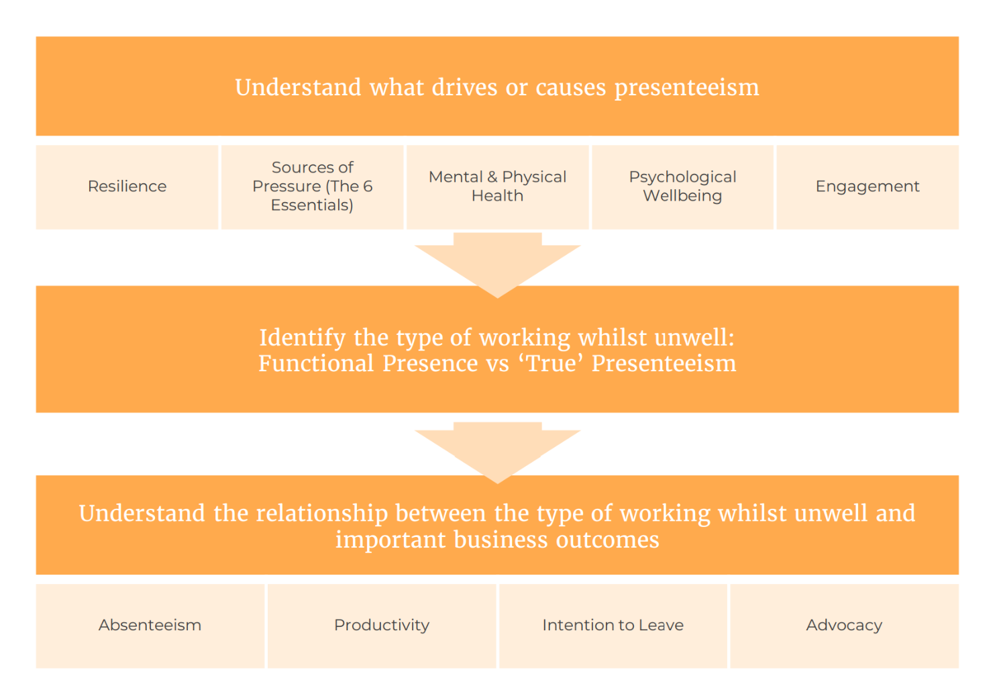 Understand what drives or causes presenteeism
Resilience
Sources of
Pressure (The 6
Essentials)
Mental & Physical
Health
Psychological
Wellbeing
Engagement
Identify the type of working whilst unwell:
Functional Presence vs ‘True’ Presenteeism
Understand the relationship between the type of working whilst unwell and
important business outcomes
Absenteeism
Productivity
Intention to Leave
Advocacy